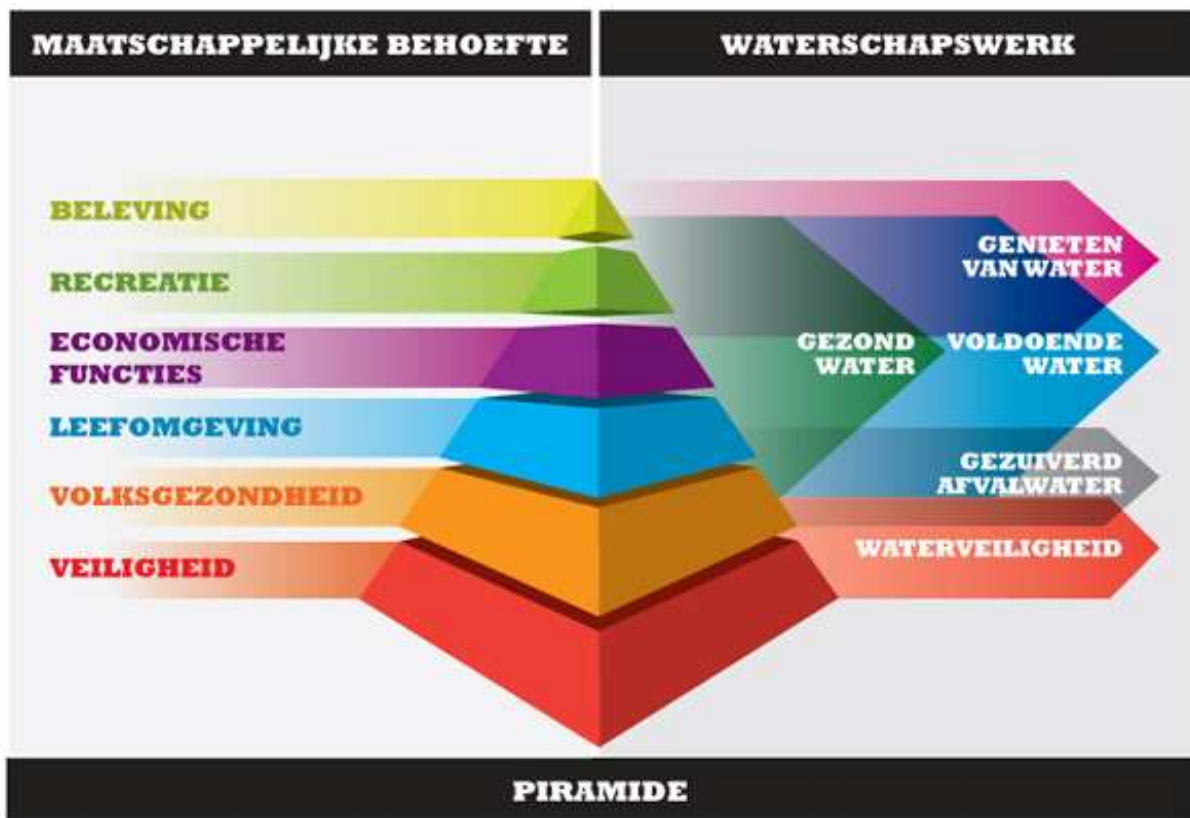 MAATSCHAPPELIJKE BEHOEFTE
WATERSCHAPSWERK
BELEVING
RECREATIE
ECONOMISCHE
FUNCTIES
LEEFOMGEVING
VOLKSGEZONDHEID
VEILIGHEID
GENIETEN
VAN WATER
GEZOND
WATER
VOLDOENDE
WATER
GEZUIVERD
AFVALWATER
WATERVEILIGHEID
PIRAMIDE